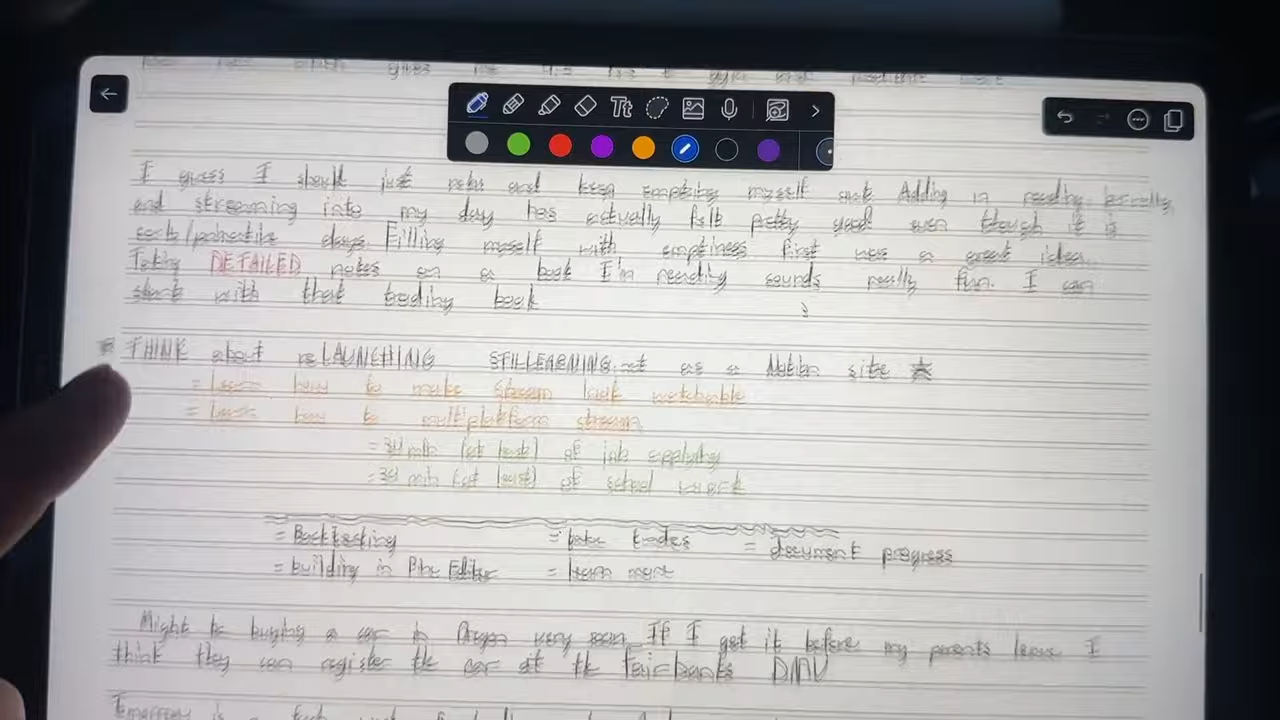 I guess I should just relax and keep emptying myself out. Adding in reading,
and streaming into my day has actually felt pretty good even though it is
days. Filling myself with emptiness first was a great idea.
Taking DETAILED notes on a book I'm reading sounds really fun. I can
start with that trading book
THINK about reLAUNCHING STILLEARNING.net as a Notion site
= learn how to make stream look watchable
= learn how to multiplatform stream
= 30 min (at least) of job applying
= 30 min (at least) of school work
= Backtesting = take trades = document progress
= building in Pine Editor = learn more
Might be buying a car in Oregon very soon. If I get it before my parents leave I
think they can register the car at the fairbanks DMV
Tomorrow is a